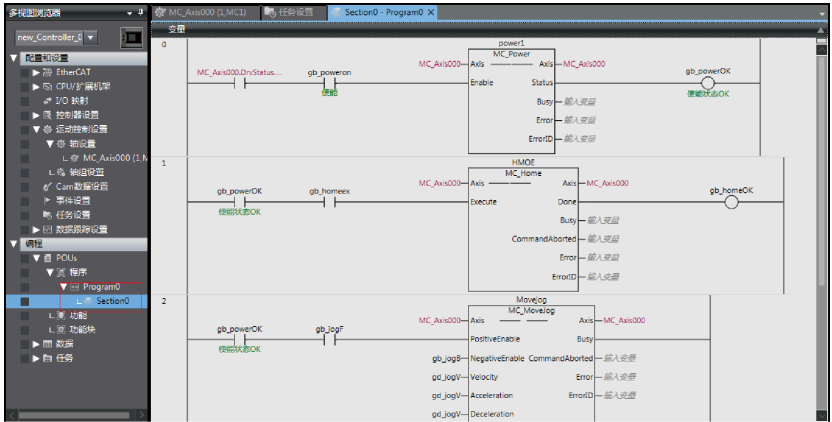 多视图浏览器
new_Controller_0
配置和设置
EtherCAT
CPU/扩展机架
I/O 映射
控制器设置
运动控制设置
轴设置
MC_Axis000 (1,M
轴组设置
Cam数据设置
事件设置
任务设置
数据跟踪设置
编程
POUs
程序
Program0
Section0
功能
功能块
数据
任务
MC_Axis000 (1,MC1)
任务设置
Section0 - Program0
变量
0
power1
MC_Power
MC_Axis000
Axis
Axis
MC_Axis000
MC_Axis000.DrvStatus....
gb_poweron
使能
Enable
Status
gb_powerOK
使能状态OK
Busy
输入变量
Error
输入变量
ErrorID
输入变量
1
HMOE
MC_Home
MC_Axis000
Axis
Axis
MC_Axis000
gb_powerOK
使能状态OK
gb_homeex
Execute
Done
gb_homeOK
Busy
输入变量
CommandAborted
输入变量
Error
输入变量
ErrorID
输入变量
2
MoveJog
MC_MoveJog
MC_Axis000
Axis
Axis
MC_Axis000
gb_powerOK
使能状态OK
gb_jogF
PositiveEnable
Busy
gb_jogB
NegativeEnable
CommandAborted
输入变量
gd_jogV
Velocity
Error
输入变量
gd_jogV
Acceleration
ErrorID
输入变量
gd_jogV
Deceleration